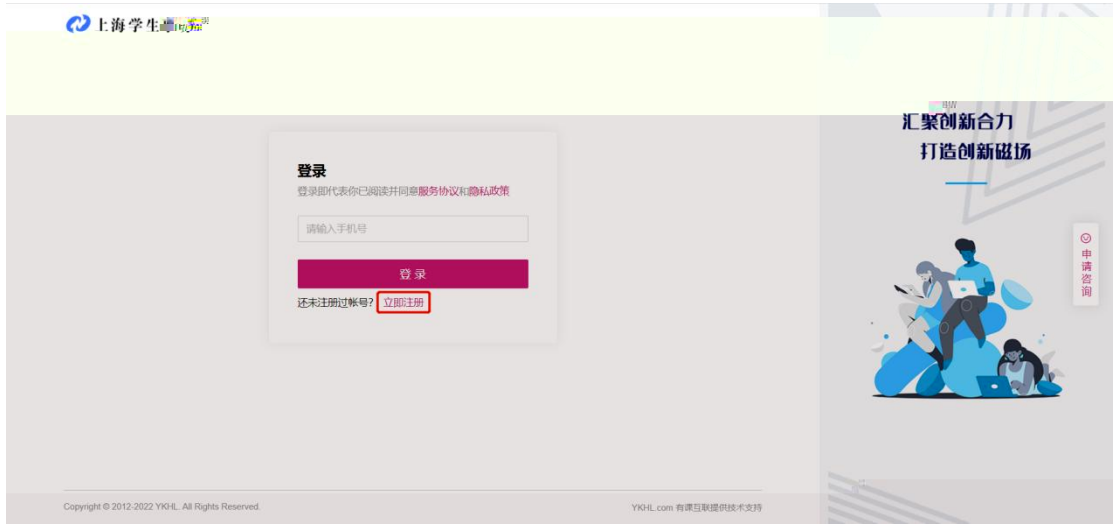 上海学生
汇聚创新合力
打造创新磁场
登录
登录即代表你已阅读并同意服务协议和隐私政策
请输入手机号
登 录
还未注册过帐号? 立即注册
申请咨询
Copyright © 2012-2022 YKHL. All Rights Reserved.
YKHL.com 有课互联提供技术支持